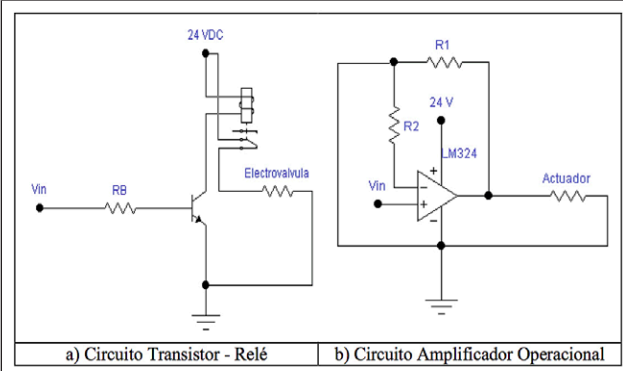 24 VDC
Vin
RB
Electrovalvula
R1
R2
24 V
LM324
Vin
Actuador
a) Circuito Transistor - Relé
b) Circuito Amplificador Operacional